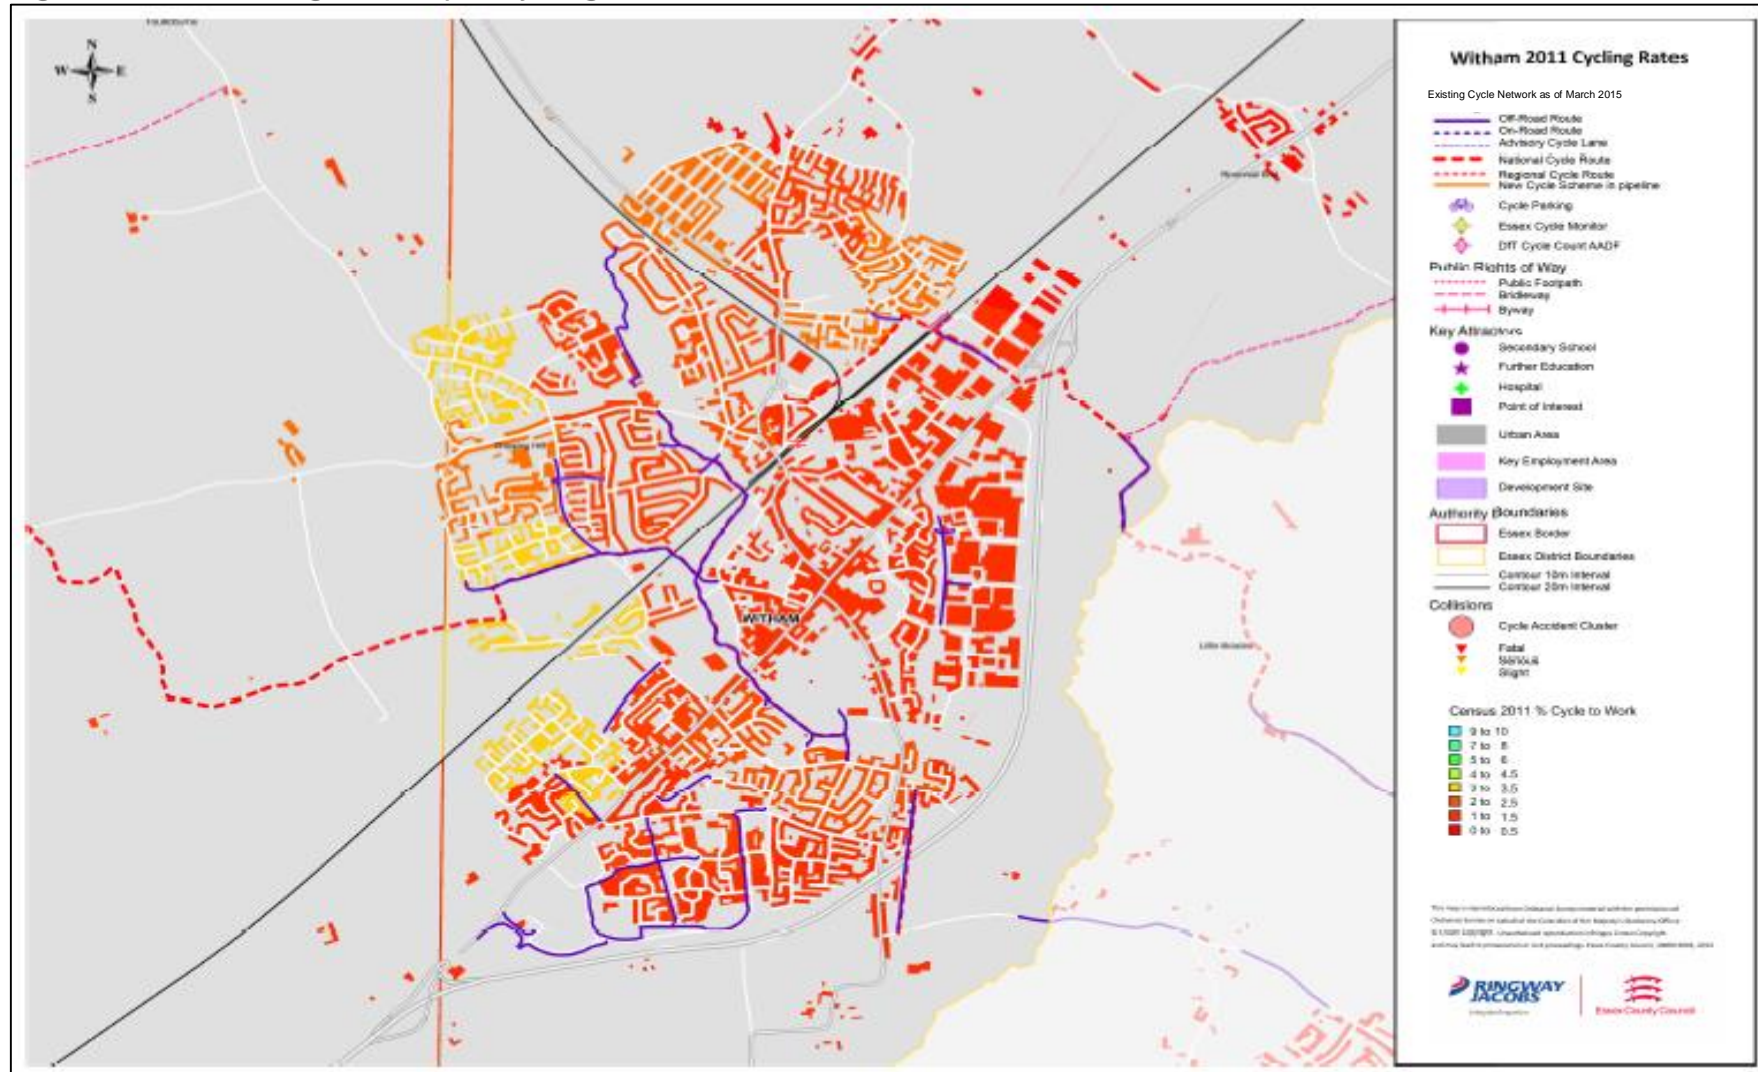 N
W E
S
WITHAM
Witham 2011 Cycling Rates
Existing Cycle Network as of March 2015
Off-Road Route
On-Road Route
Advisory Cycle Lane
National Cycle Route
Regional Cycle Route
New Cycle Scheme in pipeline
Cycle Parking
Essex Cycle Monitor
DfT Cycle Count AADF
Public Rights of Way
Public Footpath
Bridleway
Byway
Key Attractors
Secondary School
Further Education
Hospital
Point of Interest
Urban Area
Key Employment Area
Development Site
Authority Boundaries
Essex Border
Essex District Boundaries
Contour 10m Interval
Contour 20m Interval
Collisions
Cycle Accident Cluster
Fatal
Serious
Slight
Census 2011 % Cycle to Work
9 to 10
7 to 8
5 to 6
4 to 4.5
3 to 3.5
2 to 2.5
1 to 1.5
0 to 0.5
RINGWAY
JACOBS
Essex County Council